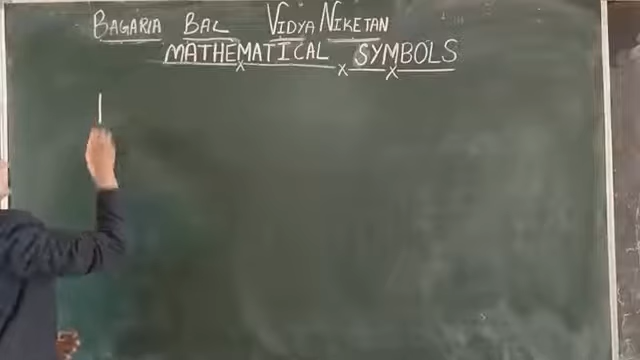 BAGARIA BAL VIDYA NIKETAN
MATHEMATICAL SYMBOLS